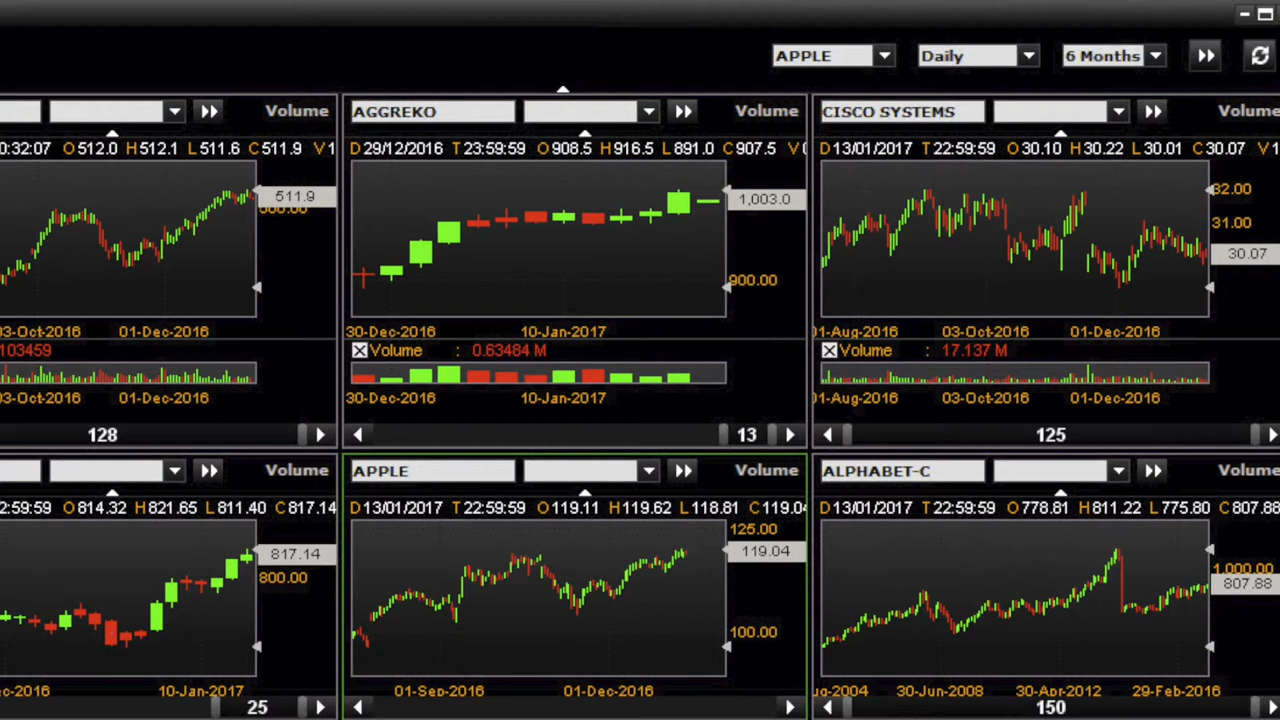 APPLE Daily 6 Months
Volume AGGREKO Volume CISCO SYSTEMS Volume
0:32:07 O 512.0 H 512.1 L 511.6 C 511.9 V 1 D 29/12/2016 T 23:59:59 O 908.5 H 916.5 L 891.0 C 907.5 V D 13/01/2017 T 22:59:59 O 30.10 H 30.22 L 30.01 C 30.07 V 1
511.9 1,003.0 32.00
31.00
30.07
900.00
03-Oct-2016 01-Dec-2016 30-Dec-2016 10-Jan-2017 01-Aug-2016 03-Oct-2016 01-Dec-2016
103459 Volume : 0.63484 M Volume : 17.137 M
03-Oct-2016 01-Dec-2016 30-Dec-2016 10-Jan-2017 01-Aug-2016 03-Oct-2016 01-Dec-2016
128 13 125
Volume APPLE Volume ALPHABET-C Volume
2:59:59 O 814.32 H 821.65 L 811.40 C 817.14 D 13/01/2017 T 22:59:59 O 119.11 H 119.62 L 118.81 C 119.04 D 13/01/2017 T 22:59:59 O 778.81 H 811.22 L 775.80 C 807.88
125.00
817.14 119.04
800.00 1,000.00
807.88
100.00
ec-2016 10-Jan-2017 01-Sep-2016 01-Dec-2016 ug-2004 30-Jun-2008 30-Apr-2012 29-Feb-2016
25 150